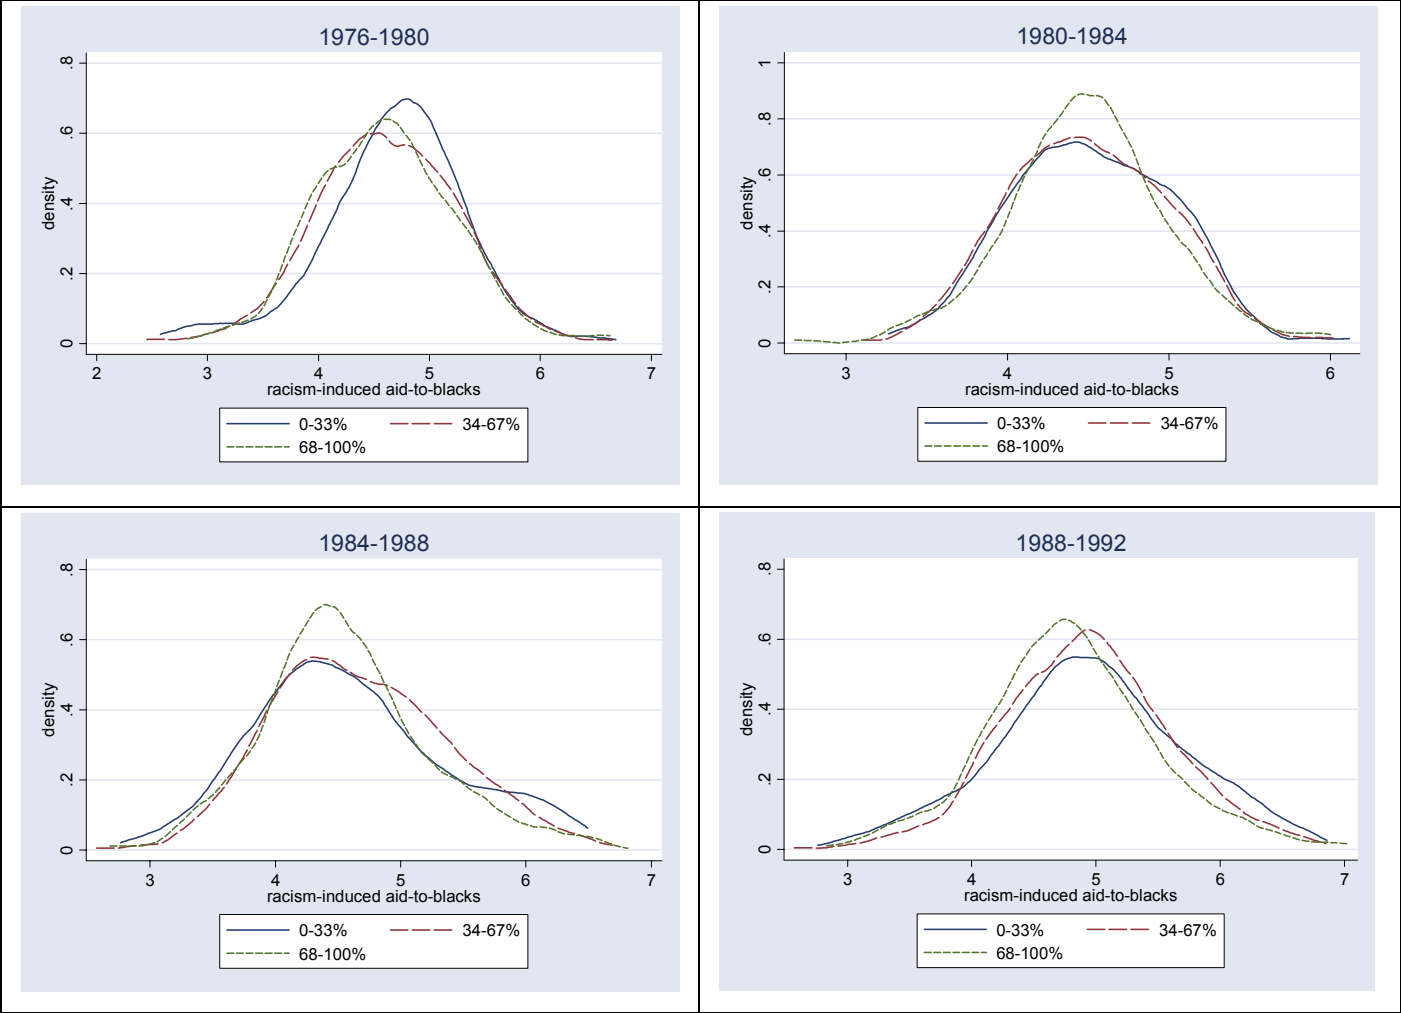 1976-1980
.8
.6
.4
.2
0
density
2 3 4 5 6 7
racism-induced aid-to-blacks
0-33% 34-67%
68-100%
1980-1984
1
.8
.6
.4
.2
0
density
3 4 5 6
racism-induced aid-to-blacks
0-33% 34-67%
68-100%
1984-1988
.8
.6
.4
.2
0
density
3 4 5 6 7
racism-induced aid-to-blacks
0-33% 34-67%
68-100%
1988-1992
.8
.6
.4
.2
0
density
3 4 5 6 7
racism-induced aid-to-blacks
0-33% 34-67%
68-100%